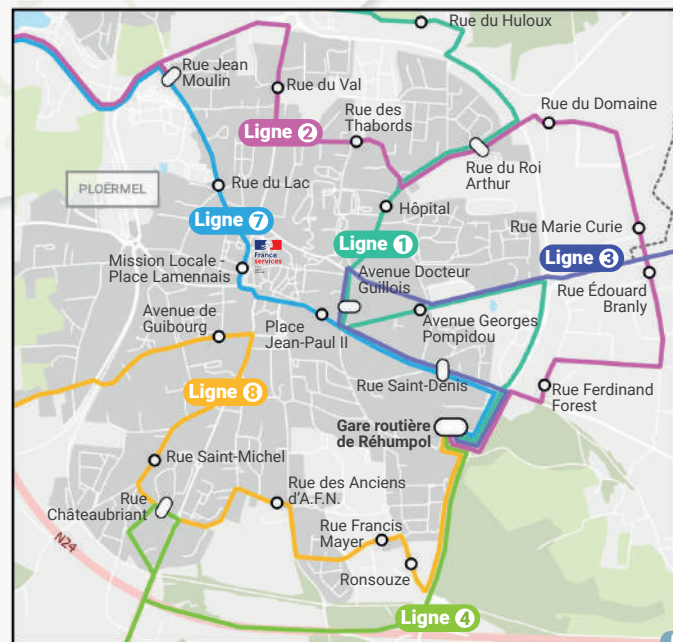 Rue du Huloux
Rue Jean
Moulin
Rue du Val
Rue des
Thabords
Rue du Domaine
Ligne 2
Rue du Roi
Arthur
PLOËRMEL
Rue du Lac
Hôpital
Ligne 7
Rue Marie Curie
Ligne 1
Ligne 3
France
services
Mission Locale -
Place Lamennais
Avenue Docteur
Guillois
Rue Édouard
Branly
Avenue de
Guibourg
Place
Jean-Paul II
Avenue Georges
Pompidou
Rue Saint-Denis
Ligne 8
Rue Ferdinand
Forest
Gare routière
de Réhumpol
Rue Saint-Michel
Rue des Anciens
d'A.F.N.
Rue
Châteaubriant
Rue Francis
Mayer
N24
Ronsouze
Ligne 4